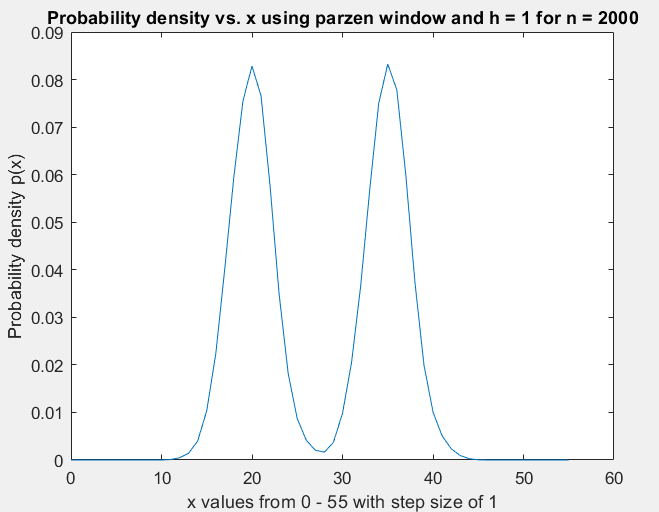 Probability density vs. x using parzen window and h = 1 for n = 2000
0.09
0.08
0.07
0.06
0.05
0.04
0.03
0.02
0.01
0
Probability density p(x)
0 10 20 30 40 50 60
x values from 0 - 55 with step size of 1